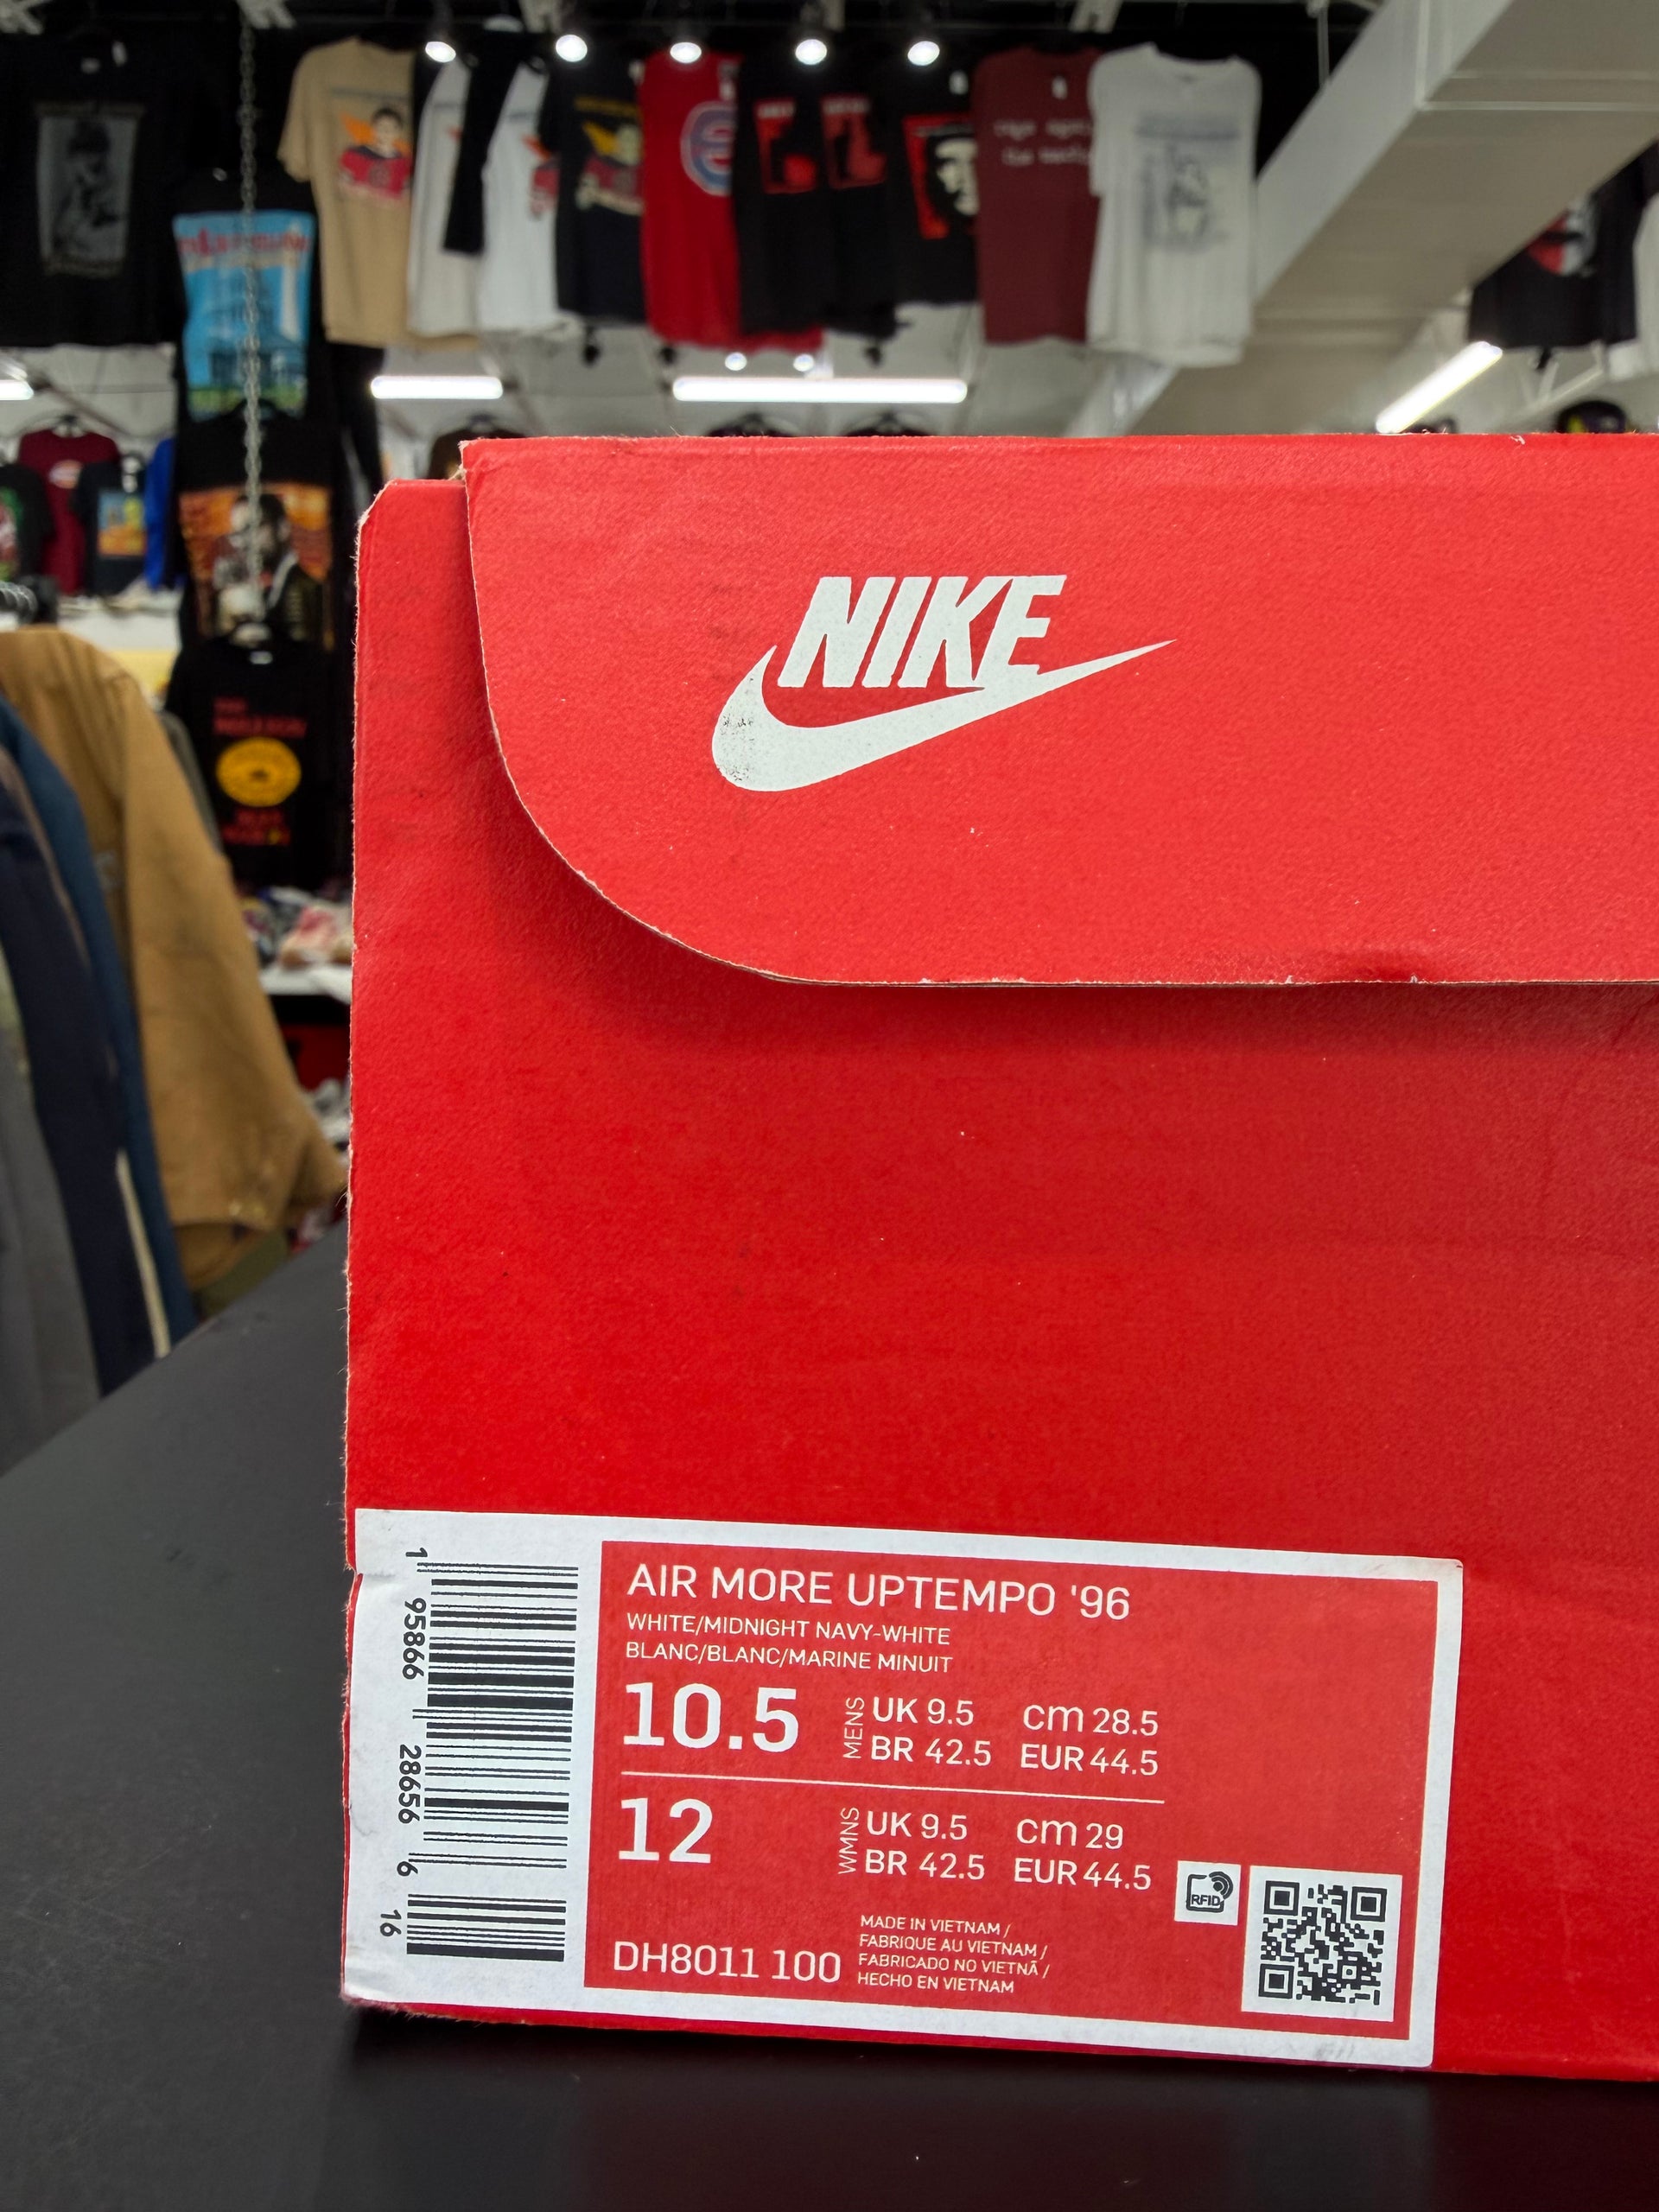 NIKE
AIR MORE UPTEMPO '96
WHITE/MIDNIGHT NAVY-WHITE
BLANC/BLANC/MARINE MINUIT
10.5 MENS UK 9.5 cm 28.5
BR 42.5 EUR 44.5
12 WMNS UK 9.5 cm 29
BR 42.5 EUR 44.5
RFID
DH8011 100
MADE IN VIETNAM /
FABRIQUE AU VIETNAM /
FABRICADO NO VIETNÃ /
HECHO EN VIETNAM
1 95866 28656 6 16